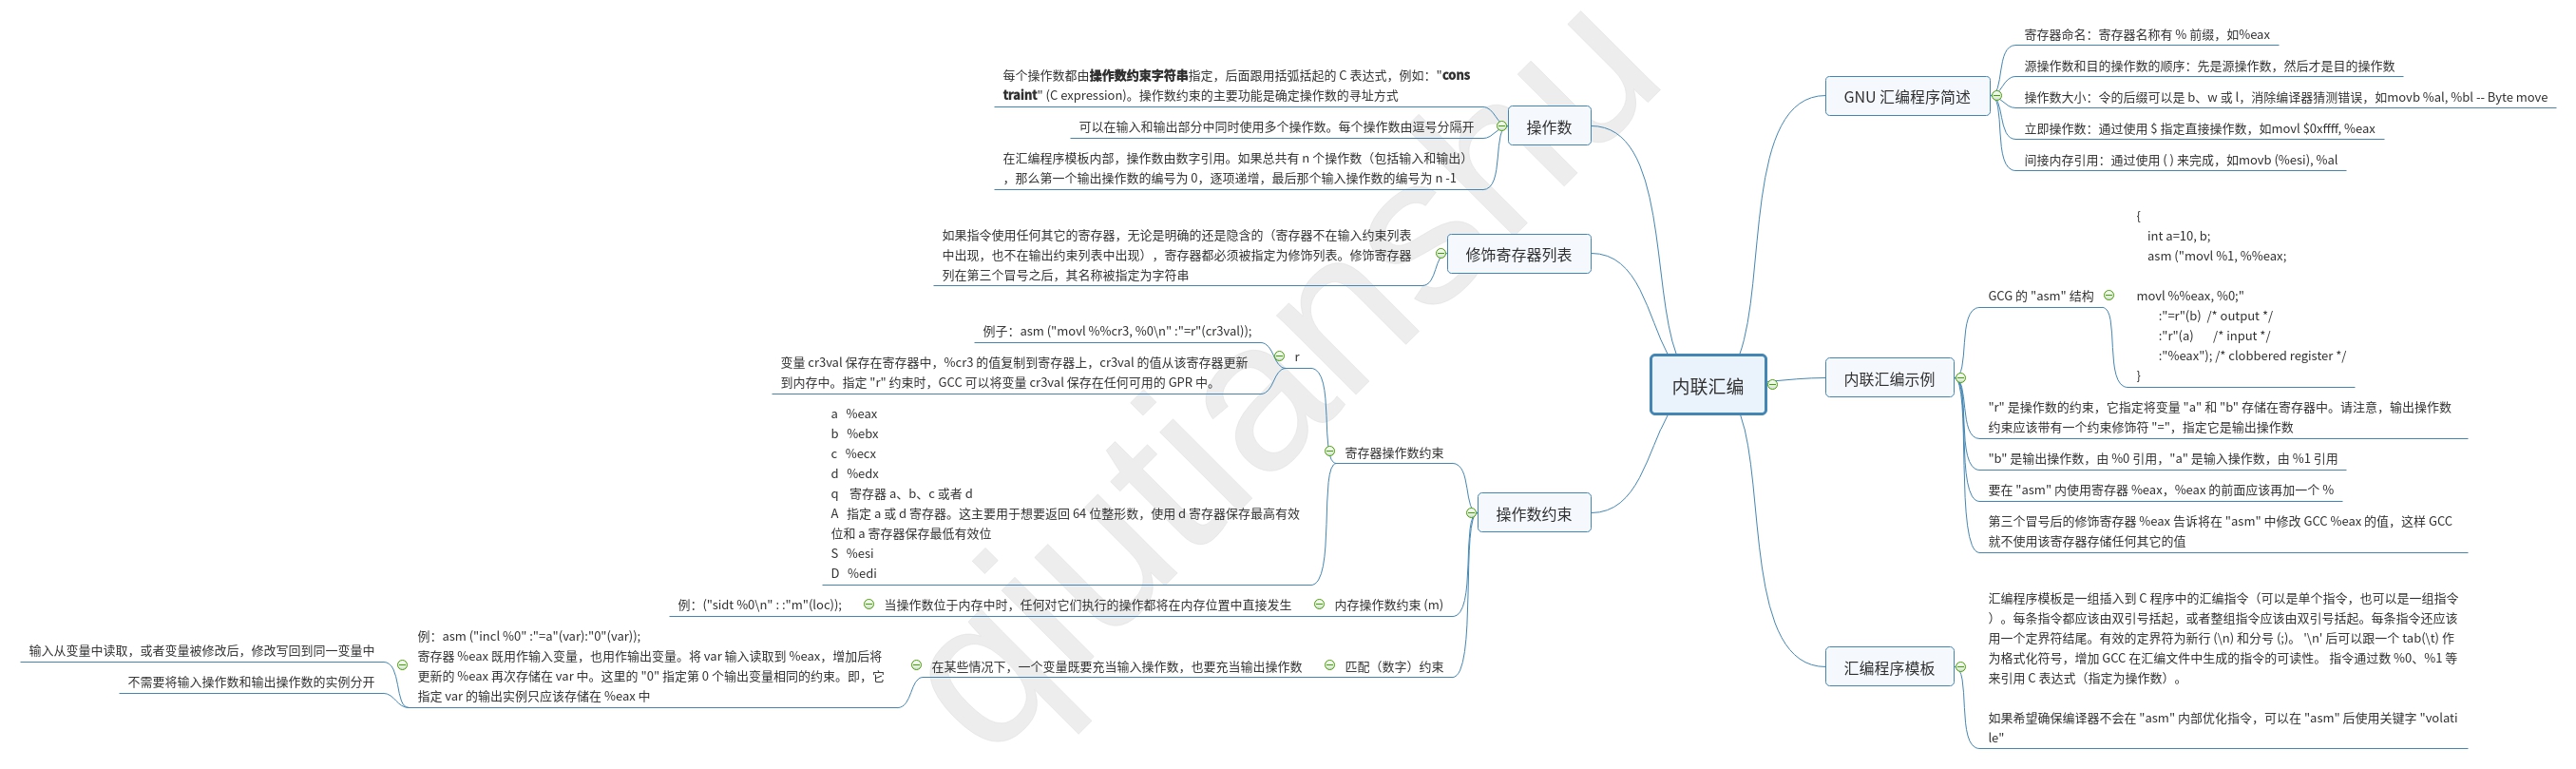 内联汇编
GNU 汇编程序简述
寄存器命名：寄存器名称有 % 前缀，如%eax
源操作数和目的操作数的顺序：先是源操作数，然后才是目的操作数
操作数大小：令的后缀可以是 b、w 或 l，消除编译器猜测错误，如movb %al, %bl -- Byte move
立即操作数：通过使用 $ 指定直接操作数，如movl $0xffff, %eax
间接内存引用：通过使用 ( ) 来完成，如movb (%esi), %al
内联汇编示例
GCG 的 "asm" 结构
{
int a=10, b;
asm ("movl %1, %%eax;
movl %%eax, %0;"
:"=r"(b) /* output */
:"r"(a) /* input */
:"%eax"); /* clobbered register */
}
"r" 是操作数的约束，它指定将变量 "a" 和 "b" 存储在寄存器中。请注意，输出操作数
约束应该带有一个约束修饰符 "="，指定它是输出操作数
"b" 是输出操作数，由 %0 引用，"a" 是输入操作数，由 %1 引用
要在 "asm" 内使用寄存器 %eax，%eax 的前面应该再加一个 %
第三个冒号后的修饰寄存器 %eax 告诉将在 "asm" 中修改 GCC %eax 的值，这样 GCC
就不使用该寄存器存储任何其它的值
汇编程序模板
汇编程序模板是一组插入到 C 程序中的汇编指令（可以是单个指令，也可以是一组指令
）。每条指令都应该由双引号括起，或者整组指令应该由双引号括起。每条指令还应该
用一个定界符结尾。有效的定界符为新行 (\n) 和分号 (;)。 '\n' 后可以跟一个 tab(\t) 作
为格式化符号，增加 GCC 在汇编文件中生成的指令的可读性。 指令通过数 %0、%1 等
来引用 C 表达式（指定为操作数）。
如果希望确保编译器不会在 "asm" 内部优化指令，可以在 "asm" 后使用关键字 "volati
le"
操作数
每个操作数都由操作数约束字符串指定，后面跟用括弧括起的 C 表达式，例如："cons
traint" (C expression)。操作数约束的主要功能是确定操作数的寻址方式
可以在输入和输出部分中同时使用多个操作数。每个操作数由逗号分隔开
在汇编程序模板内部，操作数由数字引用。如果总共有 n 个操作数（包括输入和输出）
，那么第一个输出操作数的编号为 0，逐项递增，最后那个输入操作数的编号为 n -1
修饰寄存器列表
如果指令使用任何其它的寄存器，无论是明确的还是隐含的（寄存器不在输入约束列表
中出现，也不在输出约束列表中出现），寄存器都必须被指定为修饰列表。修饰寄存器
列在第三个冒号之后，其名称被指定为字符串
操作数约束
寄存器操作数约束
r
例子：asm ("movl %%cr3, %0\n" :"=r"(cr3val));
变量 cr3val 保存在寄存器中，%cr3 的值复制到寄存器上，cr3val 的值从该寄存器更新
到内存中。指定 "r" 约束时，GCC 可以将变量 cr3val 保存在任何可用的 GPR 中。
a %eax
b %ebx
c %ecx
d %edx
q 寄存器 a、b、c 或者 d
A 指定 a 或 d 寄存器。这主要用于想要返回 64 位整形数，使用 d 寄存器保存最高有效
位和 a 寄存器保存最低有效位
S %esi
D %edi
内存操作数约束 (m)
当操作数位于内存中时，任何对它们执行的操作都将在内存位置中直接发生
例：("sidt %0\n" : :"m"(loc));
匹配（数字）约束
在某些情况下，一个变量既要充当输入操作数，也要充当输出操作数
例：asm ("incl %0" :"=a"(var):"0"(var));
寄存器 %eax 既用作输入变量，也用作输出变量。将 var 输入读取到 %eax，增加后将
更新的 %eax 再次存储在 var 中。这里的 "0" 指定第 0 个输出变量相同的约束。即，它
指定 var 的输出实例只应该存储在 %eax 中
输入从变量中读取，或者变量被修改后，修改写回到同一变量中
不需要将输入操作数和输出操作数的实例分开
qiutianshu